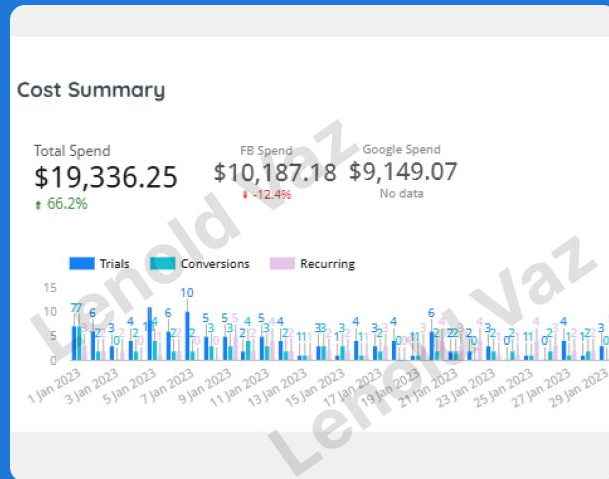 Cost Summary
Total Spend
$19,336.25
66.2%
FB Spend
$10,187.18
-12.4%
Google Spend
$9,149.07
No data
Trials Conversions Recurring
15
10
5
0
1 Jan 2023
3 Jan 2023
5 Jan 2023
7 Jan 2023
9 Jan 2023
11 Jan 2023
13 Jan 2023
15 Jan 2023
17 Jan 2023
19 Jan 2023
21 Jan 2023
23 Jan 2023
25 Jan 2023
27 Jan 2023
29 Jan 2023
Lenold Vaz
Lenold Vaz